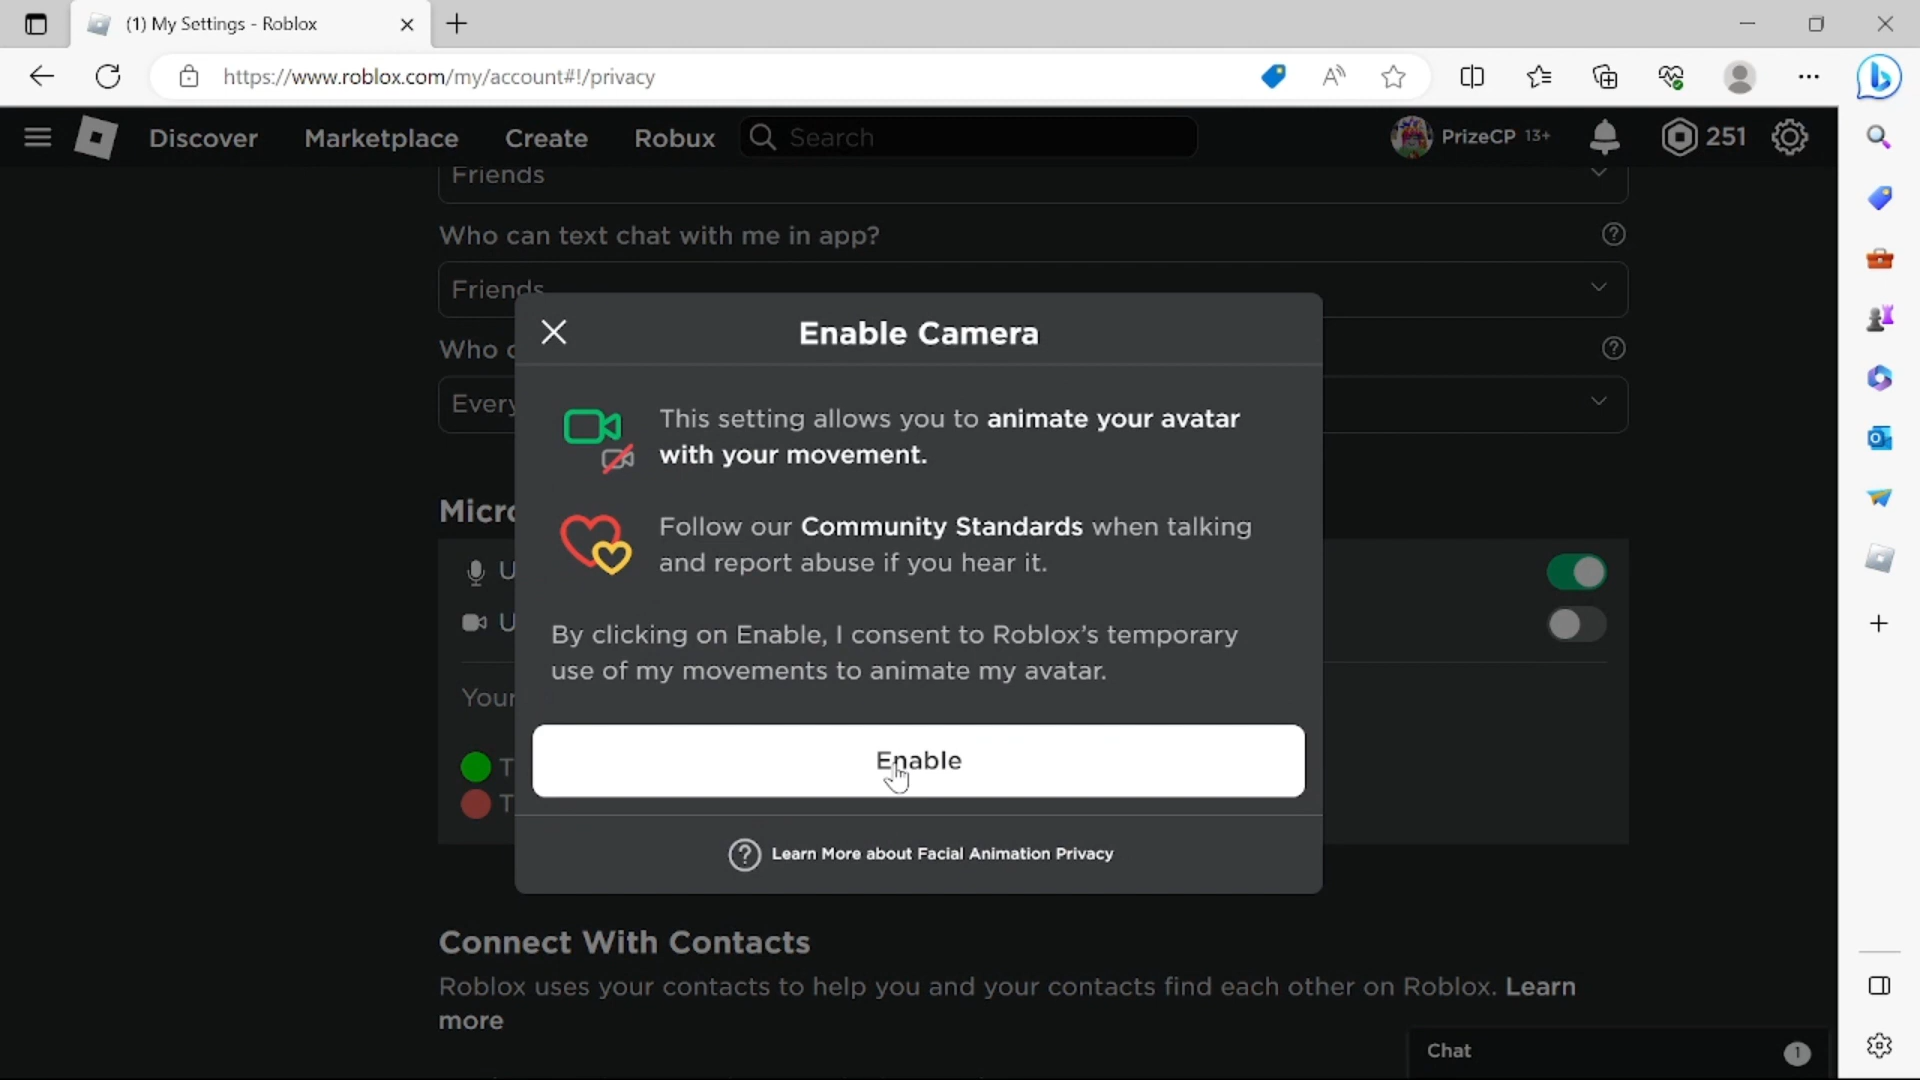 (1) My Settings - Roblox
https://www.roblox.com/my/account#!/privacy
Discover Marketplace Create Robux Search PrizeCP 13+ 251
Friends
Who can text chat with me in app?
Friends
Who
Every
Enable Camera
This setting allows you to animate your avatar
with your movement.
Follow our Community Standards when talking
and report abuse if you hear it.
By clicking on Enable, I consent to Roblox's temporary
use of my movements to animate my avatar.
Enable
Learn More about Facial Animation Privacy
Micro
U
U
Your
T
T
Connect With Contacts
Roblox uses your contacts to help you and your contacts find each other on Roblox. Learn
more
Chat 1